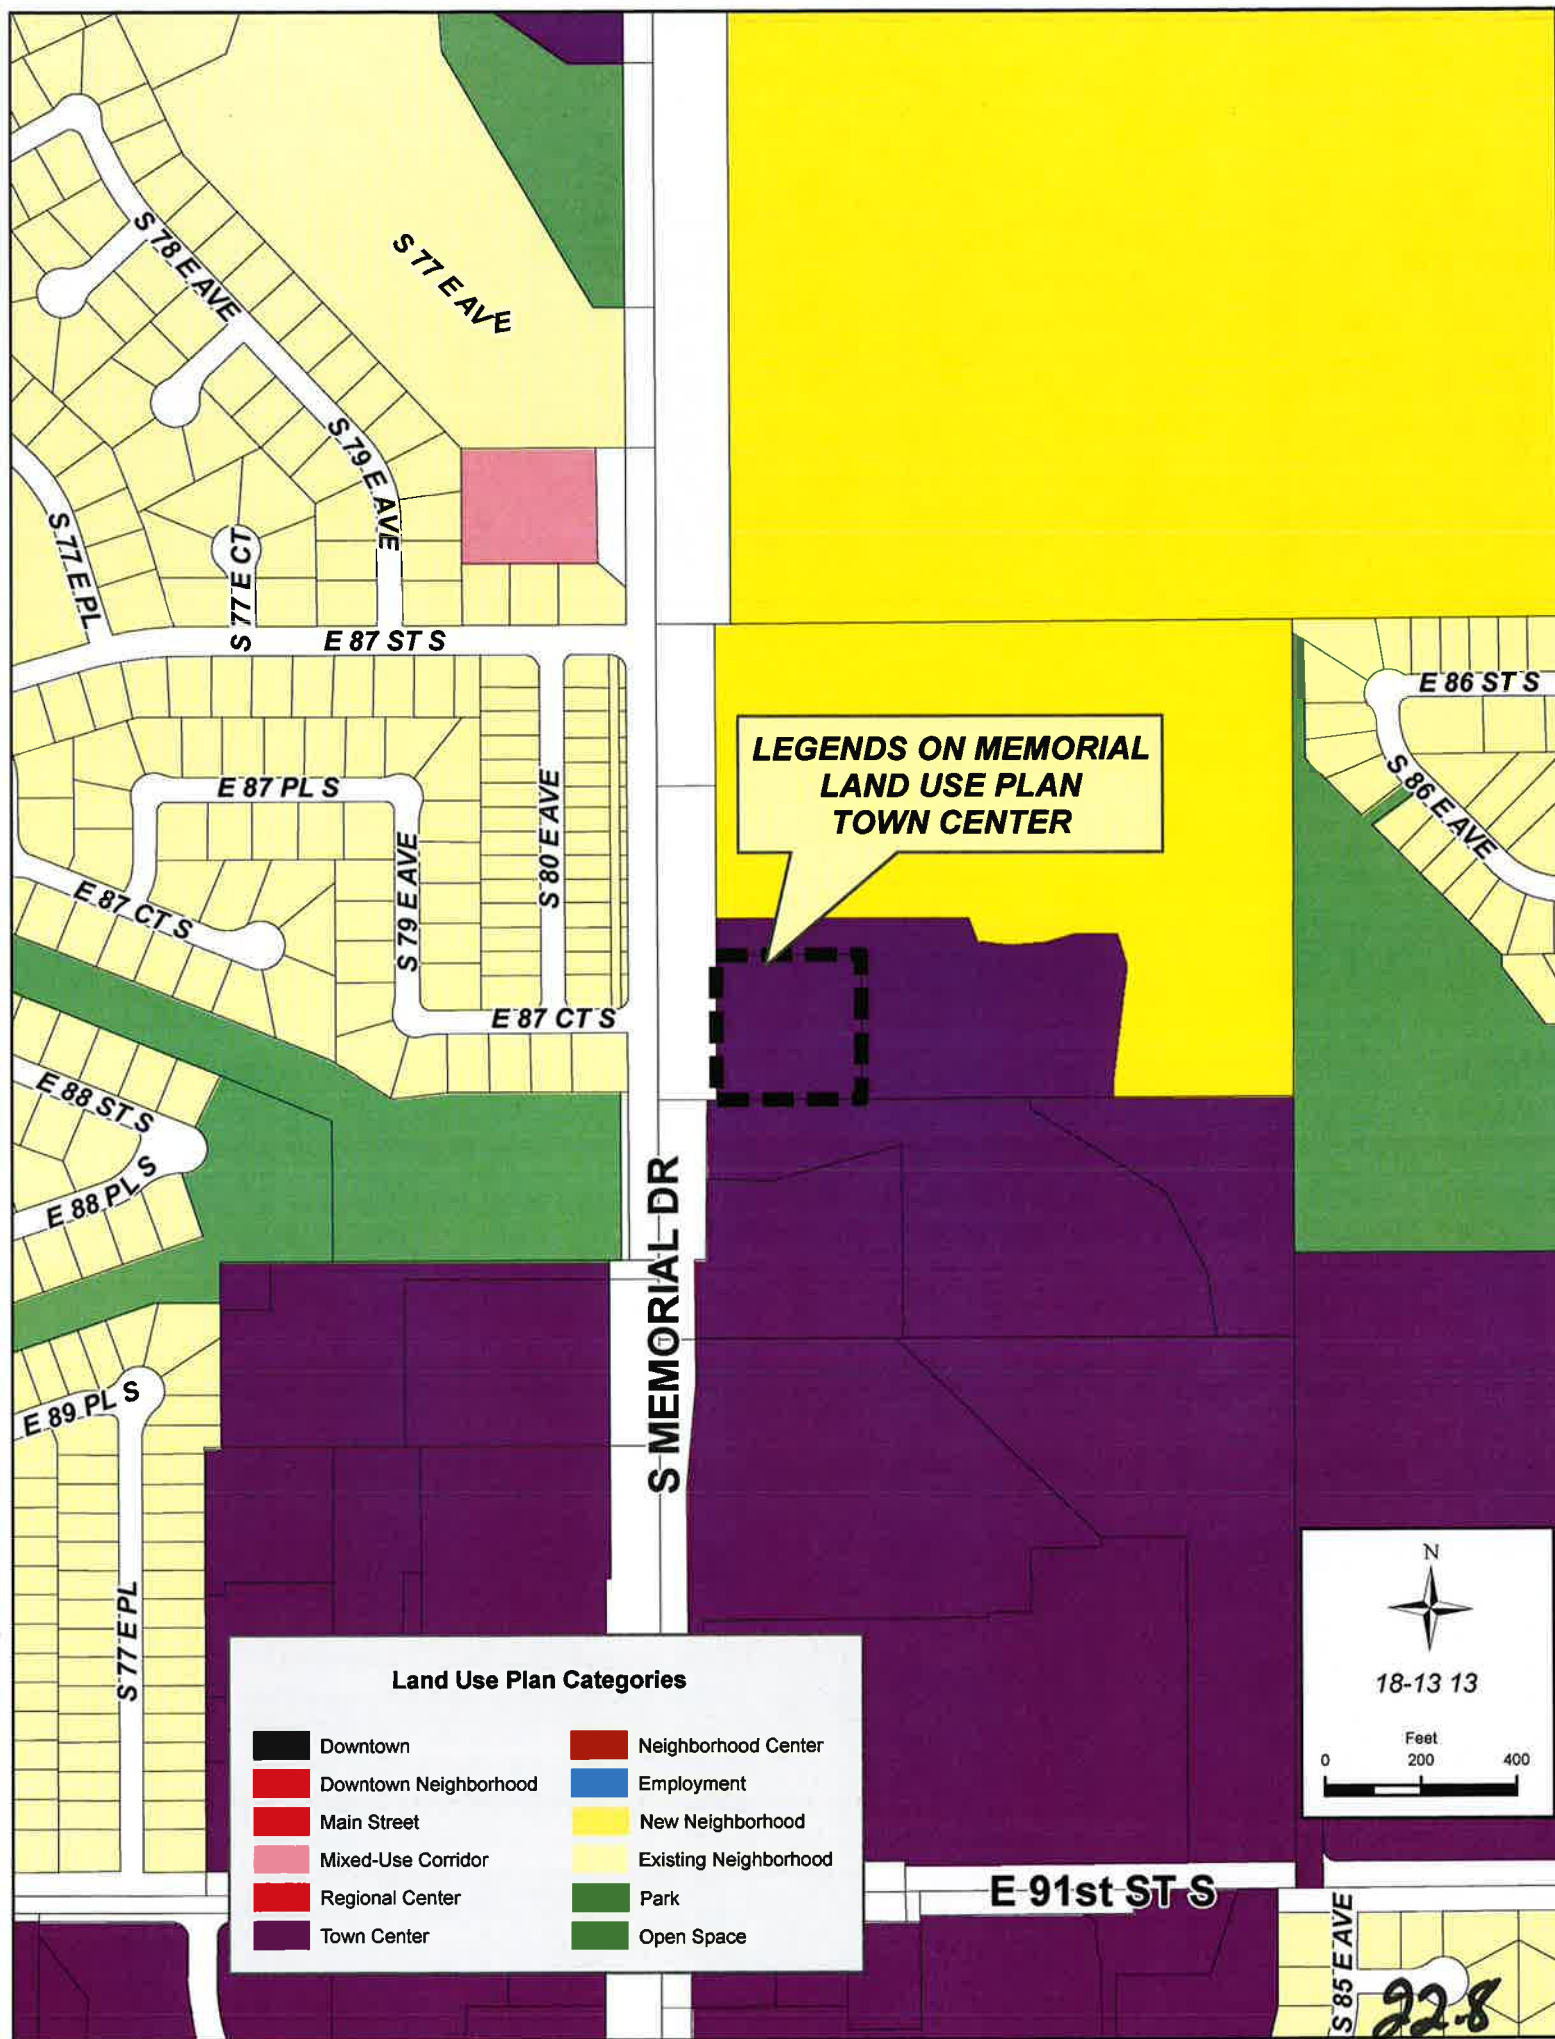 S 77 E AVE
S 78 E AVE
S 79 E AVE
S 77 E PL
S 77 E CT
E 87 ST S
E 86 ST S
S 86 E AVE
LEGENDS ON MEMORIAL
LAND USE PLAN
TOWN CENTER
E 87 PL S
S 79 E AVE
S 80 E AVE
E 87 CT S
E 87 CT S
E 88 ST S
E 88 PL S
S MEMORIAL DR
E 89 PL S
S 77 E PL
N
18-13 13
Feet
0 200 400
Land Use Plan Categories
Downtown
Downtown Neighborhood
Main Street
Mixed-Use Corridor
Regional Center
Town Center
Neighborhood Center
Employment
New Neighborhood
Existing Neighborhood
Park
Open Space
E 91st ST S
S 85 E AVE
22.8